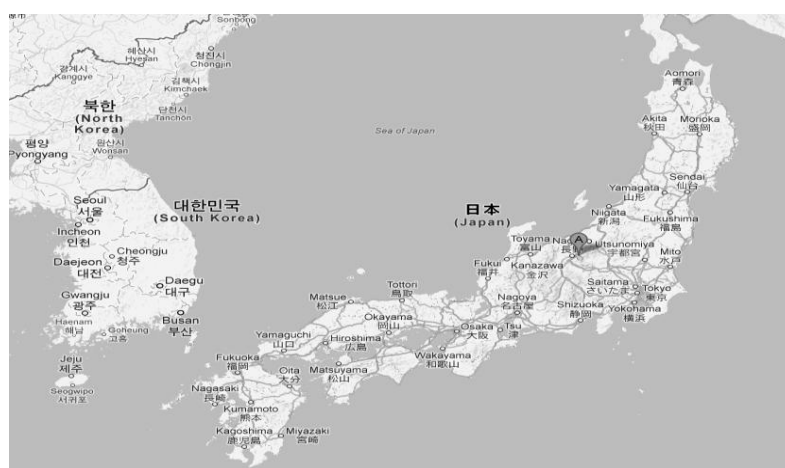 혜산시
Hyesan
경계시
Kanggye
청진시
Chongjin
Sonbong
김책시
Kimchaek
단천시
Tanchŏn
북한
(North
Korea)
평양
Pyongyang
원산시
Wonsan
Sea of Japan
Aomori
青森
Akita
秋田
Morioka
盛岡
Seoul
서울
Incheon
인천
대한민국
(South Korea)
Cheongju
청주
Daejeon
대전
Daegu
대구
Gwangju
광주
Busan
부산
Haenam
해남
Goheung
고흥
Jeju
제주
Seogwipo
서귀포
日本
(Japan)
Sendai
仙台
Yamagata
山形
Niigata
新潟
Fukushima
福島
A
Utsunomiya
宇都宮
Toyama
富山
Kanazawa
金沢
Fukui
福井
Mito
水戸
Saitama
さいたま
Tokyo
東京
Yokohama
横浜
Nagoya
名古屋
Shizuoka
静岡
Tsu
津
Osaka
大阪
Wakayama
和歌山
Tottori
鳥取
Matsue
松江
Okayama
岡山
Hiroshima
広島
Yamaguchi
山口
Matsuyama
松山
Fukuoka
福岡
Oita
大分
Nagasaki
長崎
Kumamoto
熊本
Kagoshima
鹿児島
Miyazaki
宮崎